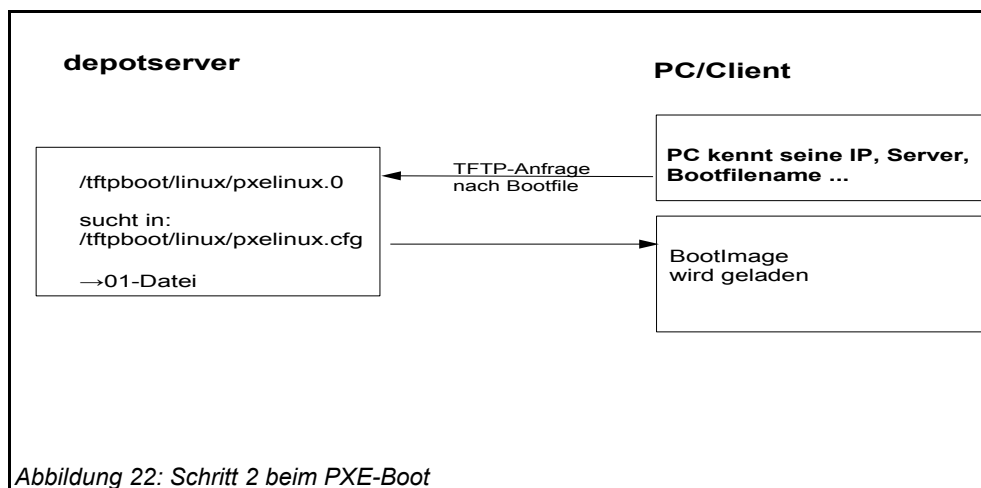 depotserver
PC/Client
/tftpboot/linux/pxelinux.0
sucht in:
/tftpboot/linux/pxelinux.cfg
→01-Datei
TFTP-Anfrage
nach Bootfile
PC kennt seine IP, Server,
Bootfilename ...
BootImage
wird geladen
Abbildung 22: Schritt 2 beim PXE-Boot